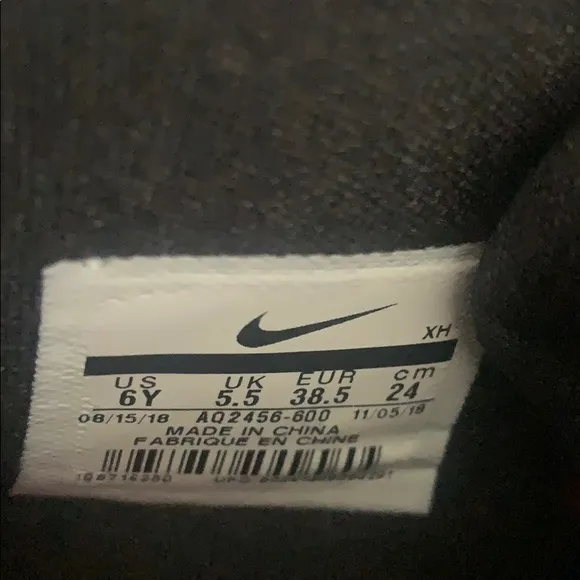 XH
US UK EUR cm
6Y 5.5 38.5 24
08/15/18 AQ2456-600 11/05/18
MADE IN CHINA
FABRIQUE EN CHINE